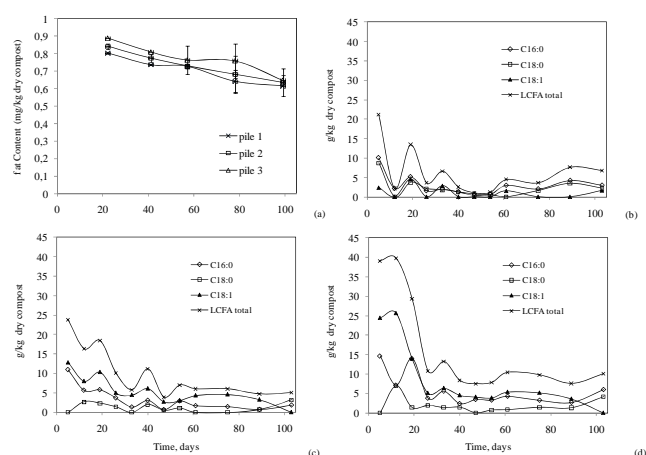 f at Content (mg/kg dry compost)
1
0,9
0,8
0,7
0,6
0,5
0,4
0,3
0,2
0,1
0
0 20 40 60 80 100
pile 1
pile 2
pile 3
(a)
g/kg dry compost
45
40
35
30
25
20
15
10
5
0
0 20 40 60 80 100
C16:0
C18:0
C18:1
LCFA total
(b)
g/kg dry compost
45
40
35
30
25
20
15
10
5
0
0 20 40 60 80 100
C16:0
C18:0
C18:1
LCFA total
Time, days
(c)
g/kg dry compost
45
40
35
30
25
20
15
10
5
0
0 20 40 60 80 100
C16:0
C18:0
C18:1
LCFA total
Time, days
(d)